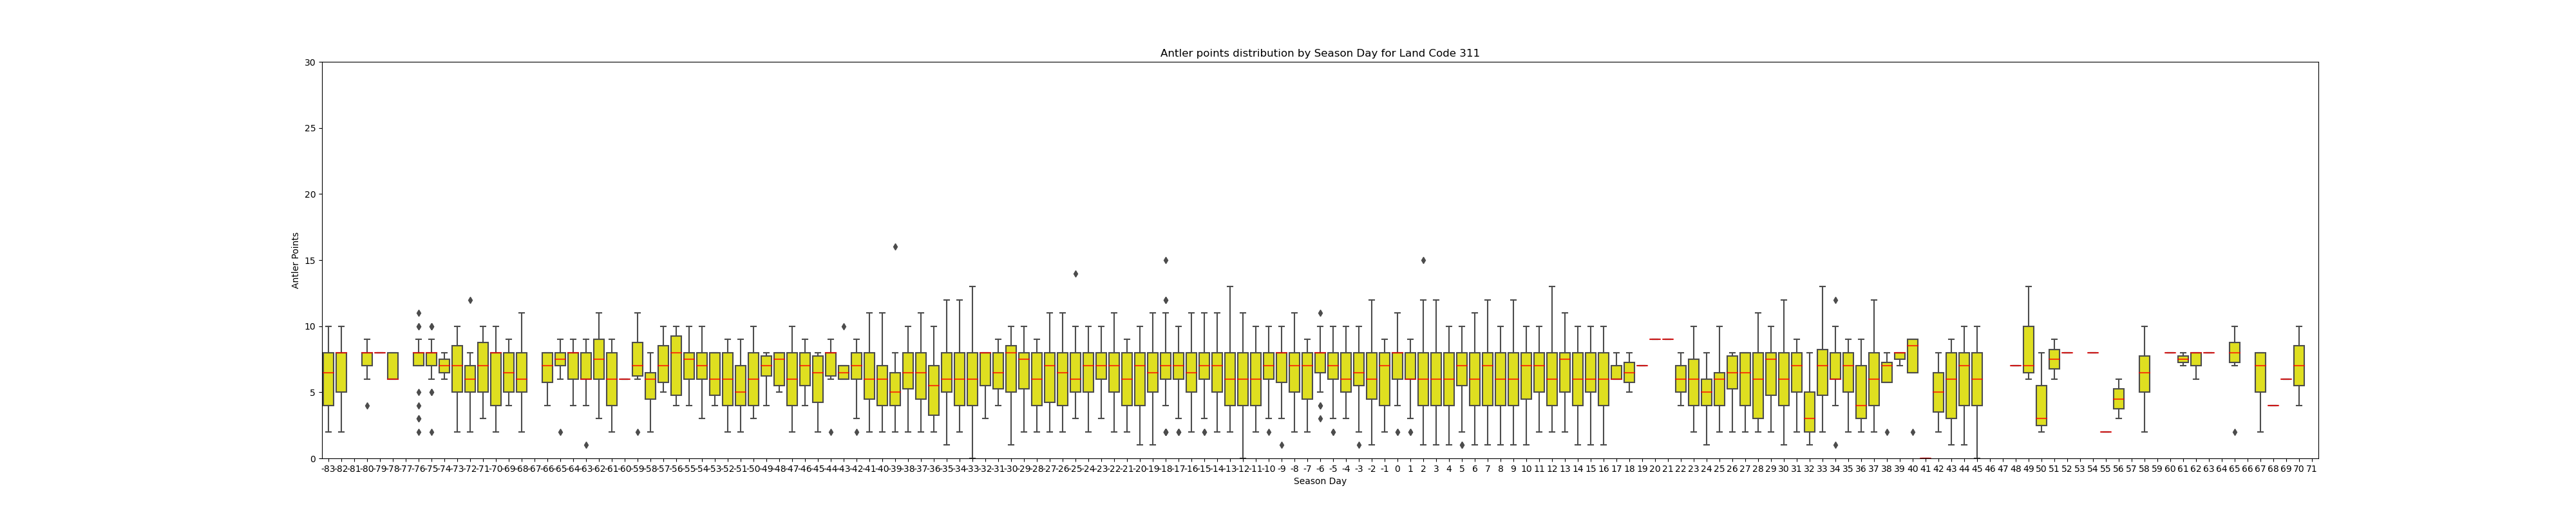 Antler points distribution by Season Day for Land Code 311
30
25
20
15
10
5
0
Antler Points
-83-82-81-80-79-78-77-76-75-74-73-72-71-70-69-68-67-66-65-64-63-62-61-60-59-58-57-56-55-54-53-52-51-50-49-48-47-46-45-44-43-42-41-40-39-38-37-36-35-34-33-32-31-30-29-28-27-26-25-24-23-22-21-20-19-18-17-16-15-14-13-12-11-10 -9 -8 -7 -6 -5 -4 -3 -2 -1 0 1 2 3 4 5 6 7 8 9 10 11 12 13 14 15 16 17 18 19 20 21 22 23 24 25 26 27 28 29 30 31 32 33 34 35 36 37 38 39 40 41 42 43 44 45 46 47 48 49 50 51 52 53 54 55 56 57 58 59 60 61 62 63 64 65 66 67 68 69 70 71
Season Day